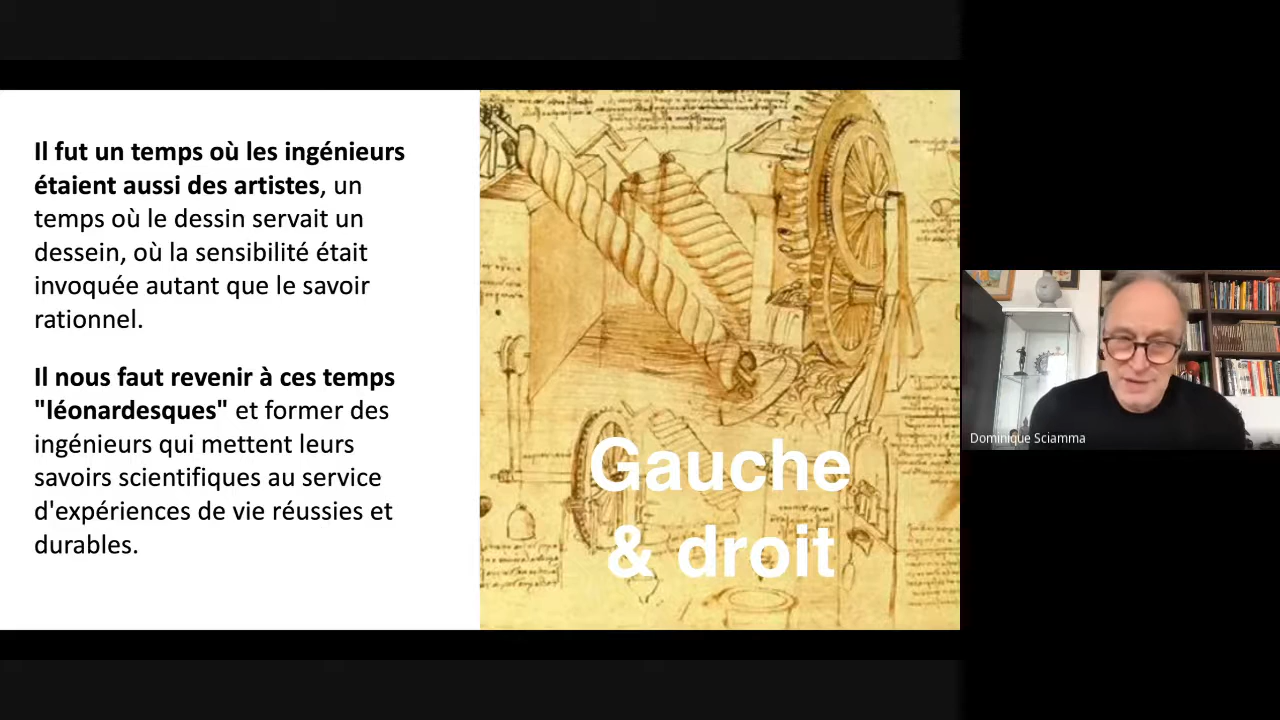 Il fut un temps où les ingénieurs
étaient aussi des artistes, un
temps où le dessin servait un
dessein, où la sensibilité était
invoquée autant que le savoir
rationnel.
Il nous faut revenir à ces temps
"léonardesques" et former des
ingénieurs qui mettent leurs
savoirs scientifiques au service
d'expériences de vie réussies et
durables.
Gauche
& droit
Dominique Sciamma